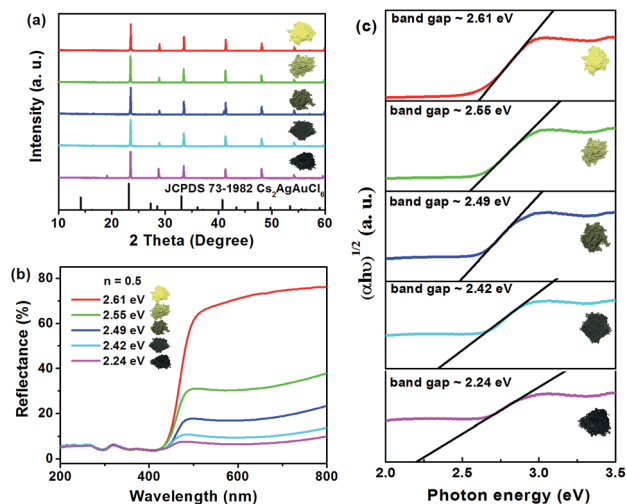 (a)
Intensity (a. u.)
JCPDS 73-1982 Cs₂AgAuCl₆
10 20 30 40 50 60
2 Theta (Degree)
(b)
n = 0.5
2.61 eV
2.55 eV
2.49 eV
2.42 eV
2.24 eV
Reflectance (%)
80
60
40
20
0
200 400 600 800
Wavelength (nm)
(c)
band gap ~ 2.61 eV
band gap ~ 2.55 eV
band gap ~ 2.49 eV
band gap ~ 2.42 eV
band gap ~ 2.24 eV
(αhυ)^1/2 (a. u.)
2.0 2.5 3.0 3.5
Photon energy (eV)